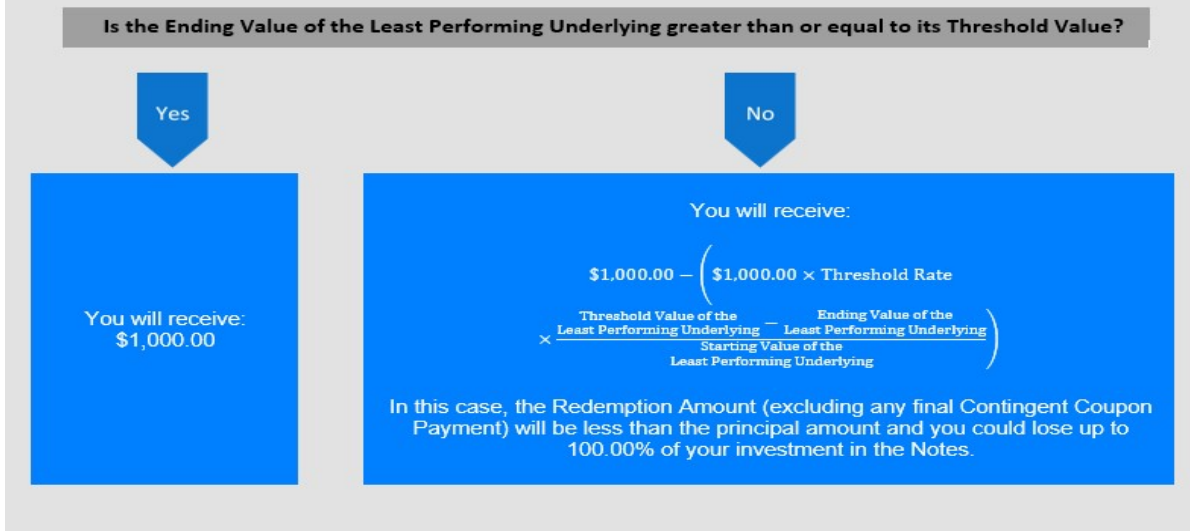 Is the Ending Value of the Least Performing Underlying greater than or equal to its Threshold Value?
Yes
No
You will receive:
$1,000.00
You will receive:
$1,000.00 − ( $1,000.00 × Threshold Rate
× Threshold Value of the Least Performing Underlying − Ending Value of the Least Performing Underlying
Starting Value of the
Least Performing Underlying )
In this case, the Redemption Amount (excluding any final Contingent Coupon
Payment) will be less than the principal amount and you could lose up to
100.00% of your investment in the Notes.